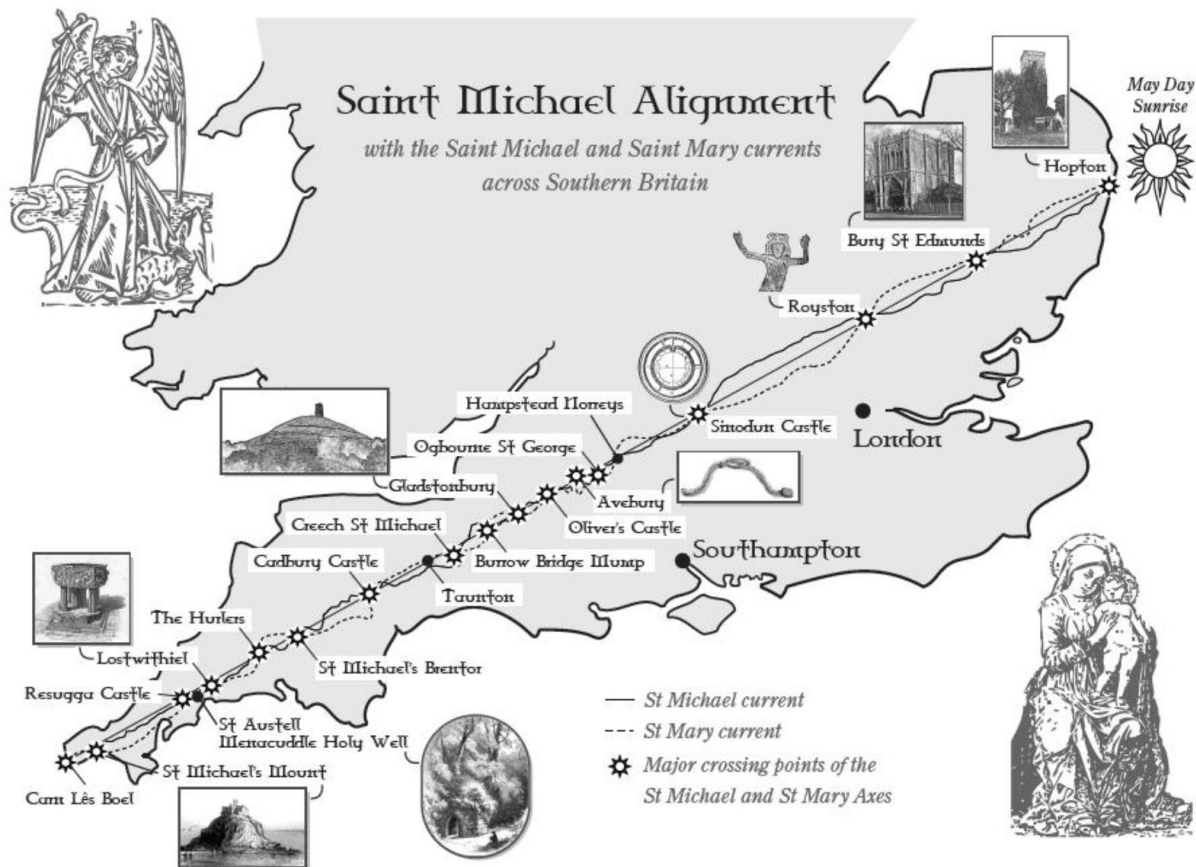 Saint Michael Alignment
with the Saint Michael and Saint Mary currents
across Southern Britain
May Day
Sunrise
Hopton
Bury St Edmunds
Royston
Hampstead Norreys
Sinodun Castle
London
Ogbourne St George
Gladstonbury
Avebury
Oliver's Castle
Creech St Michael
Southampton
Cadbury Castle
Burrow Bridge Mump
Taunton
The Hurlers
Lostwithiel
St Michael's Brentor
Resugga Castle
St Austell
Menacuddle Holy Well
St Michael's Mount
Carn Lês Boel
St Michael current
St Mary current
Major crossing points of the
St Michael and St Mary Axes